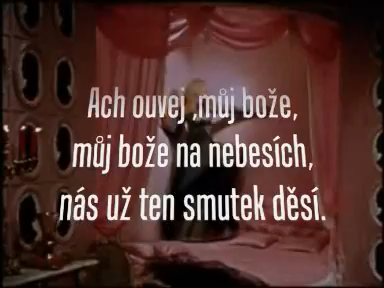 Ach ouvej ,můj bože,
můj bože na nebesích,
nás už ten smutek děsí.